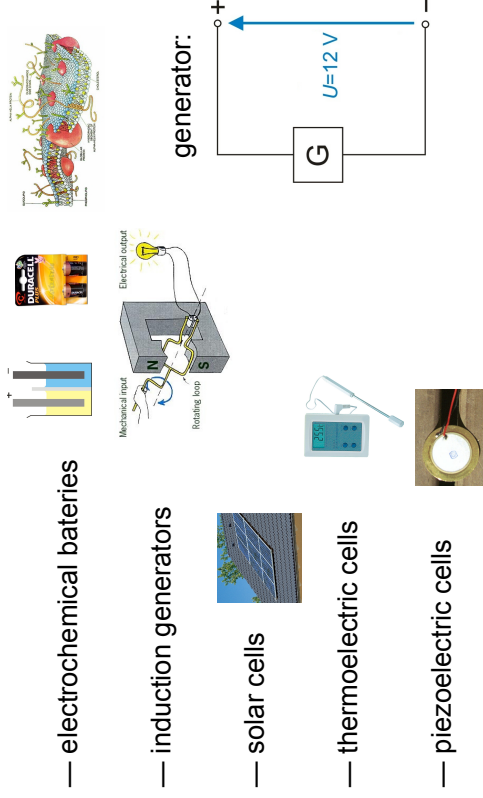 — electrochemical bateries
+
–
"C"
DURACELL
PLUS
— induction generators
Mechanical input
N
S
Rotating loop
Electrical output
— solar cells
— thermoelectric cells
— piezoelectric cells
generator:
G
+
U=12 V
–